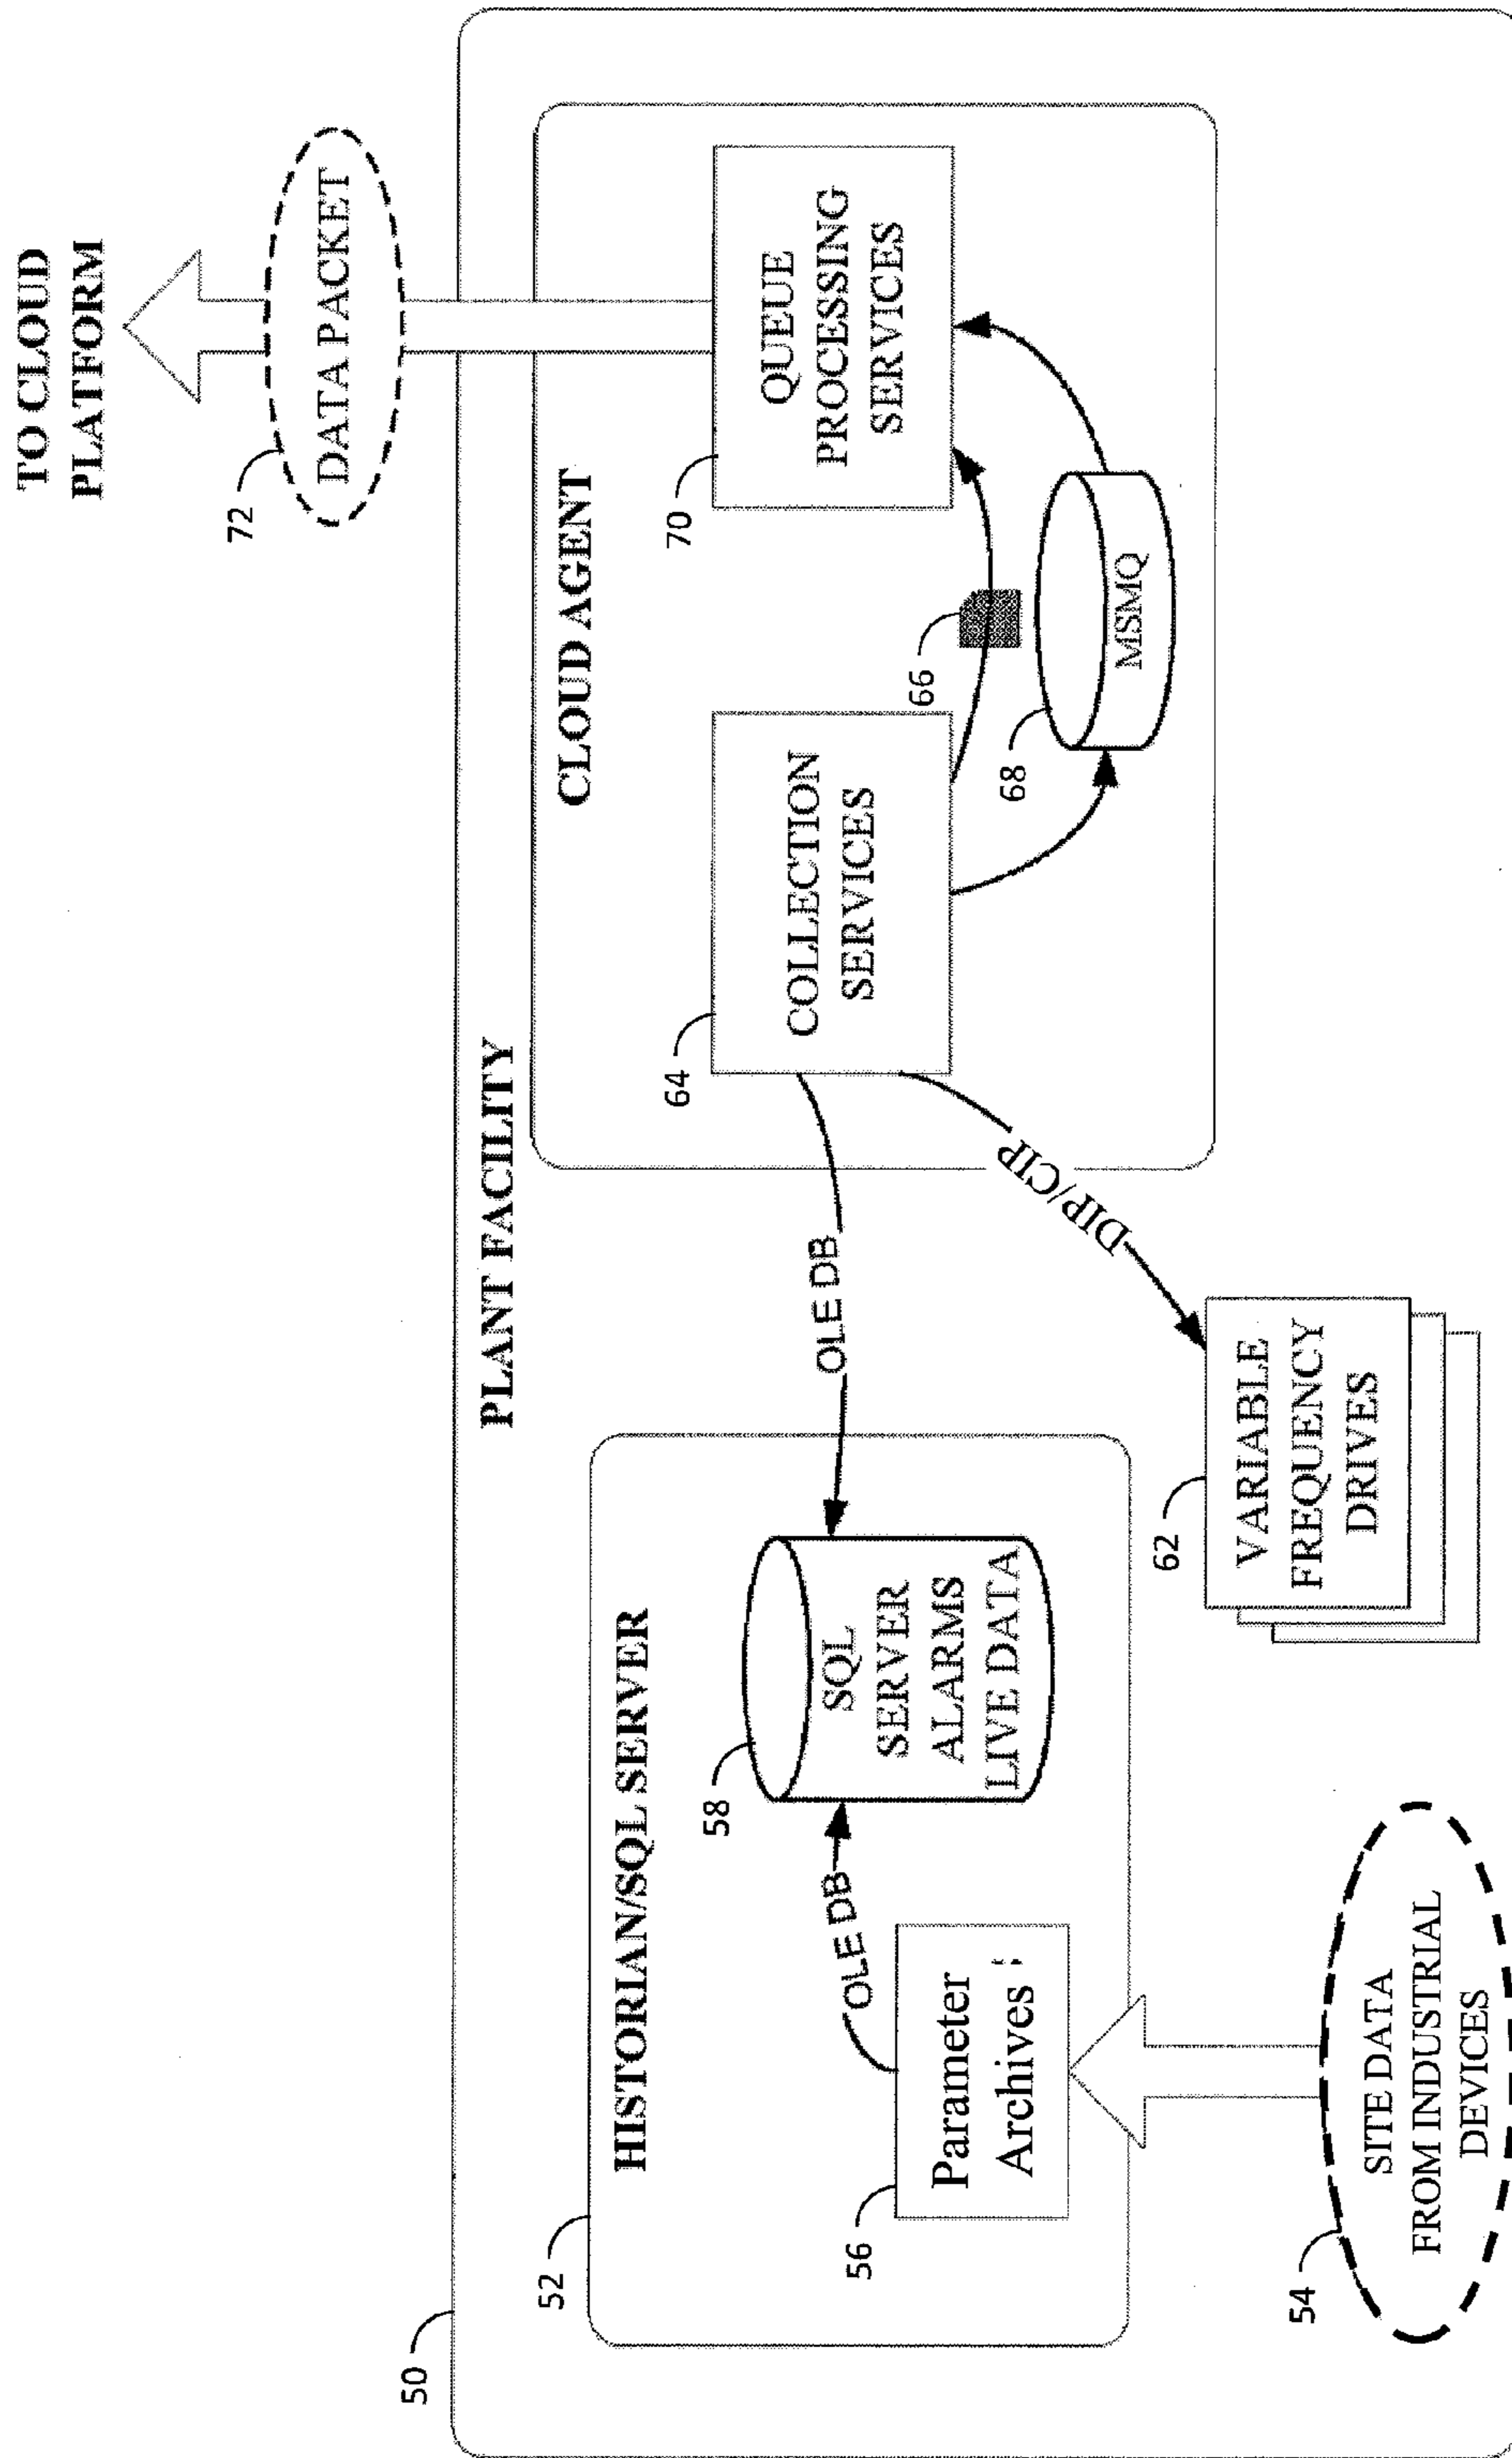 TO CLOUD
PLATFORM
72
DATA PACKET
50
PLANT FACILITY
52
HISTORIAN/SQL SERVER
CLOUD AGENT
58
SQL
SERVER
ALARMS
LIVE DATA
OLE DB
56
Parameter
Archives
OLE DB
64
COLLECTION
SERVICES
70
QUEUE
PROCESSING
SERVICES
66
68
MSMQ
DIP/CIP
62
VARIABLE
FREQUENCY
DRIVES
54
SITE DATA
FROM INDUSTRIAL
DEVICES